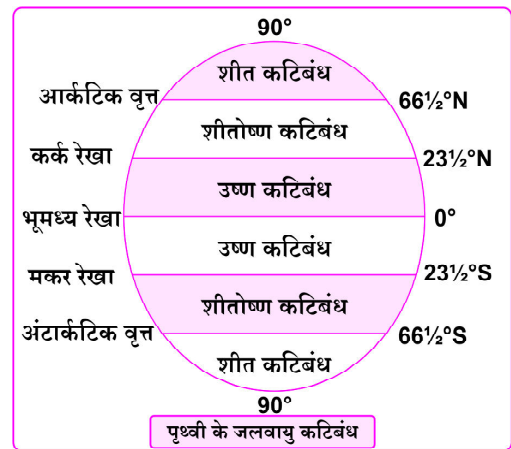 90°
शीत कटिबंध
आर्कटिक वृत्त
66½°N
शीतोष्ण कटिबंध
कर्क रेखा
23½°N
उष्ण कटिबंध
भूमध्य रेखा
0°
उष्ण कटिबंध
मकर रेखा
23½°S
शीतोष्ण कटिबंध
अंटार्कटिक वृत्त
66½°S
शीत कटिबंध
90°
पृथ्वी के जलवायु कटिबंध